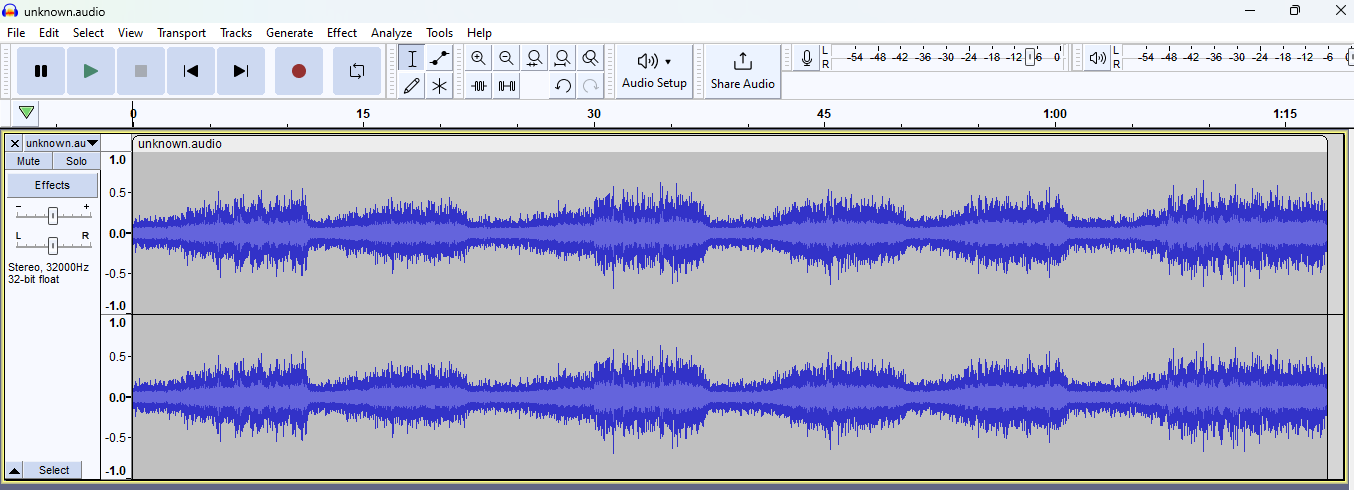 unknown.audio
File Edit Select View Transport Tracks Generate Effect Analyze Tools Help
Audio Setup
Share Audio
L
R
-54 -48 -42 -36 -30 -24 -18 -12 -6 0
L
R
-54 -48 -42 -36 -30 -24 -18 -12 -6
0 15 30 45 1:00 1:15
unknown.au
unknown.audio
Mute Solo
Effects
- +
L R
Stereo, 32000Hz
32-bit float
Select
1.0
0.5
0.0
-0.5
-1.0
1.0
0.5
0.0
-0.5
-1.0